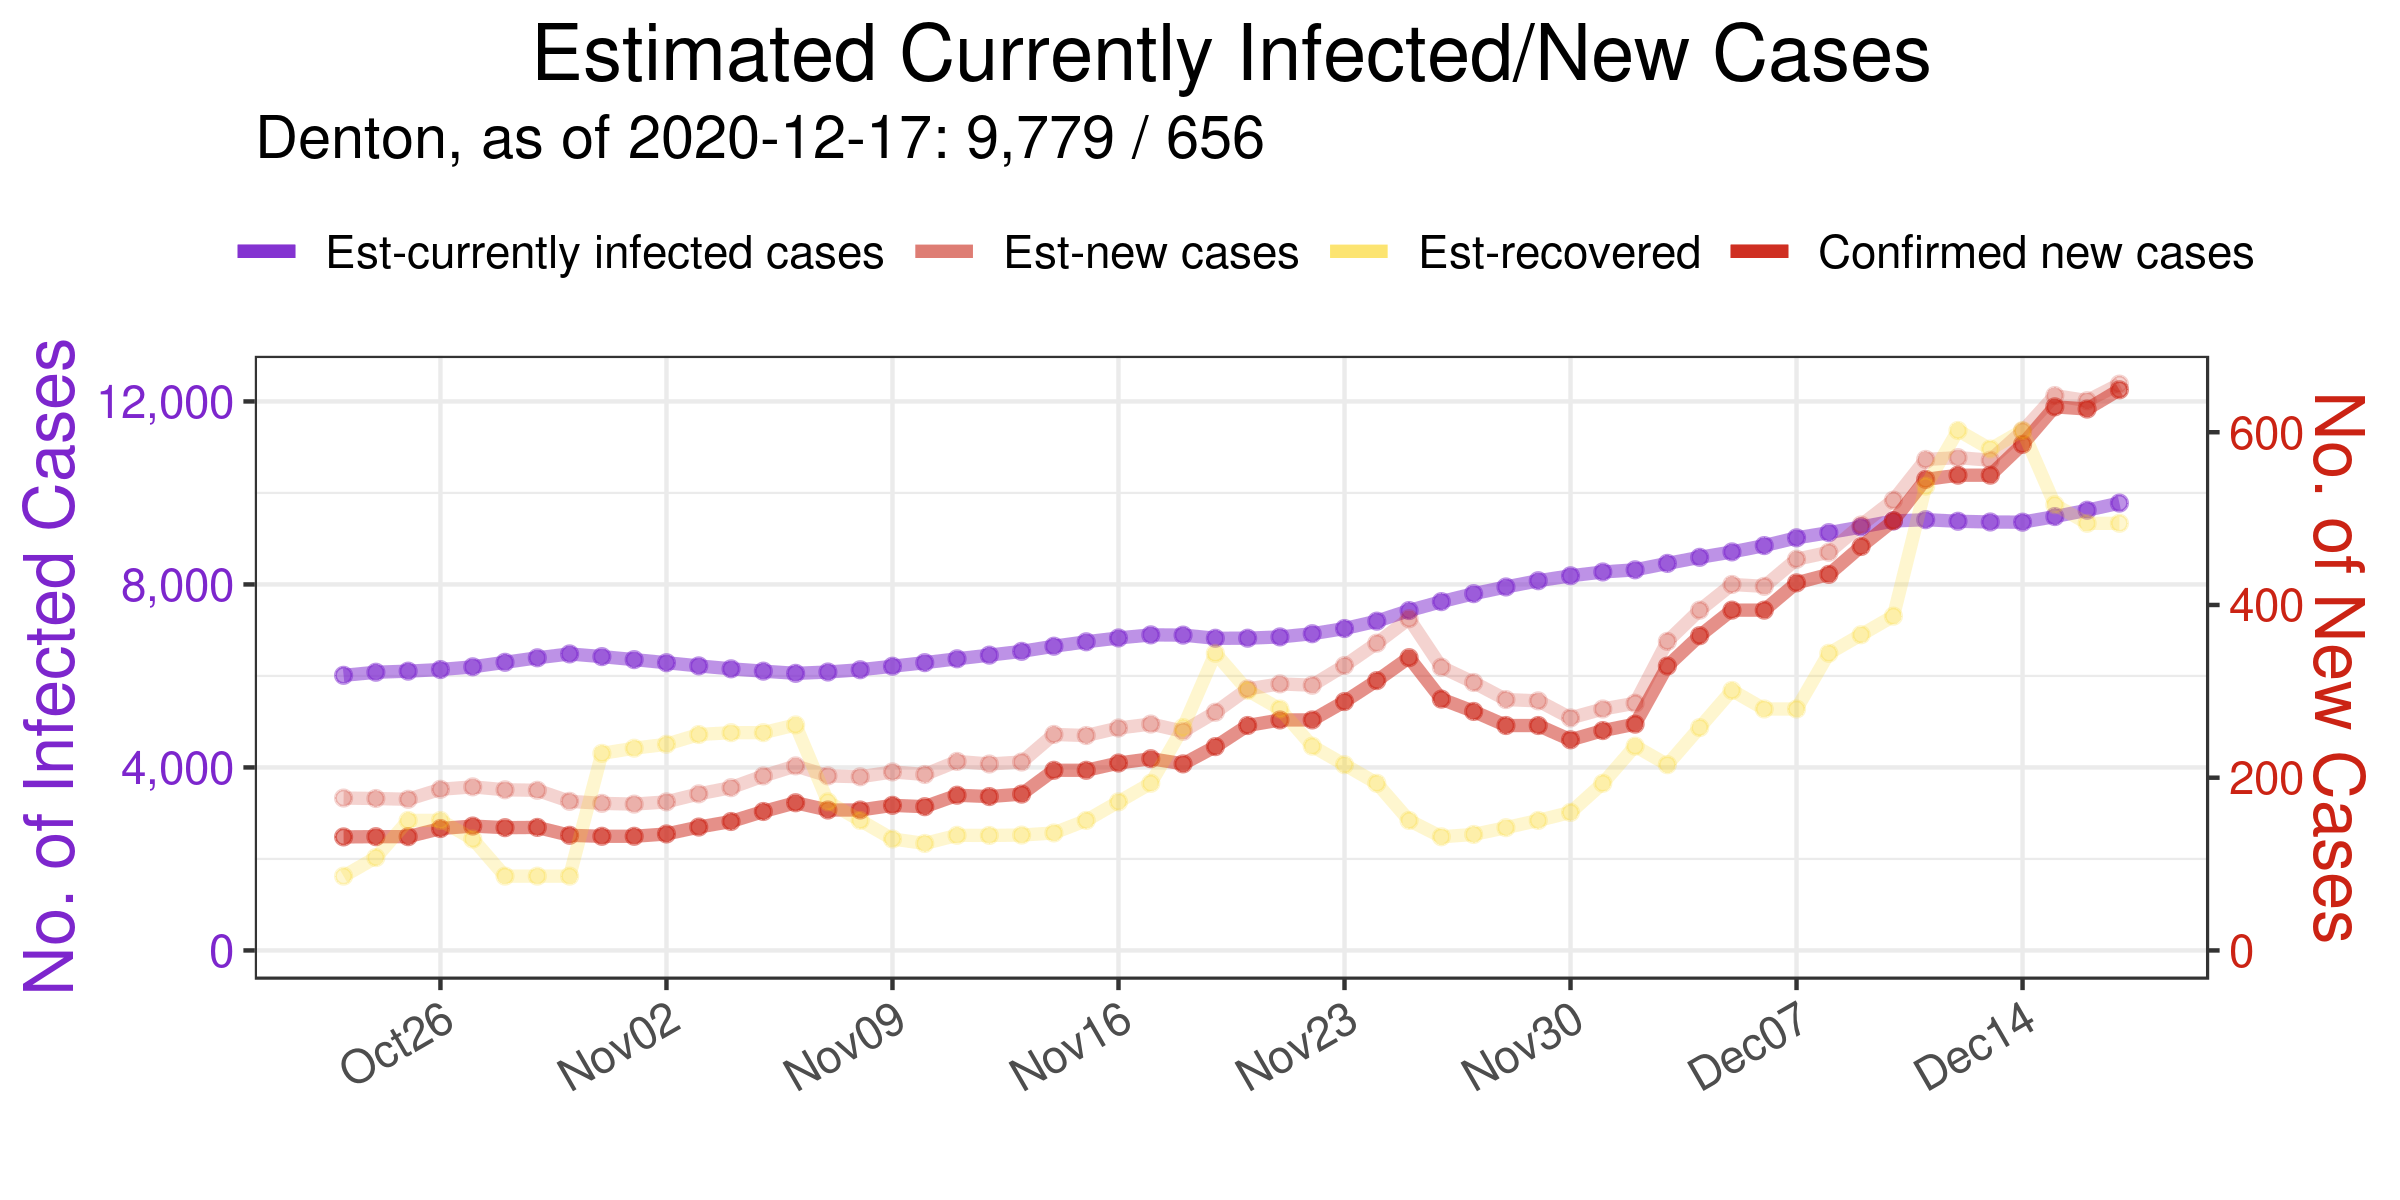 Estimated Currently Infected/New Cases
Denton, as of 2020-12-17: 9,779 / 656
Est-currently infected cases Est-new cases Est-recovered Confirmed new cases
No. of Infected Cases
12,000
8,000
4,000
0
No. of New Cases
600
400
200
0
Oct26 Nov02 Nov09 Nov16 Nov23 Nov30 Dec07 Dec14